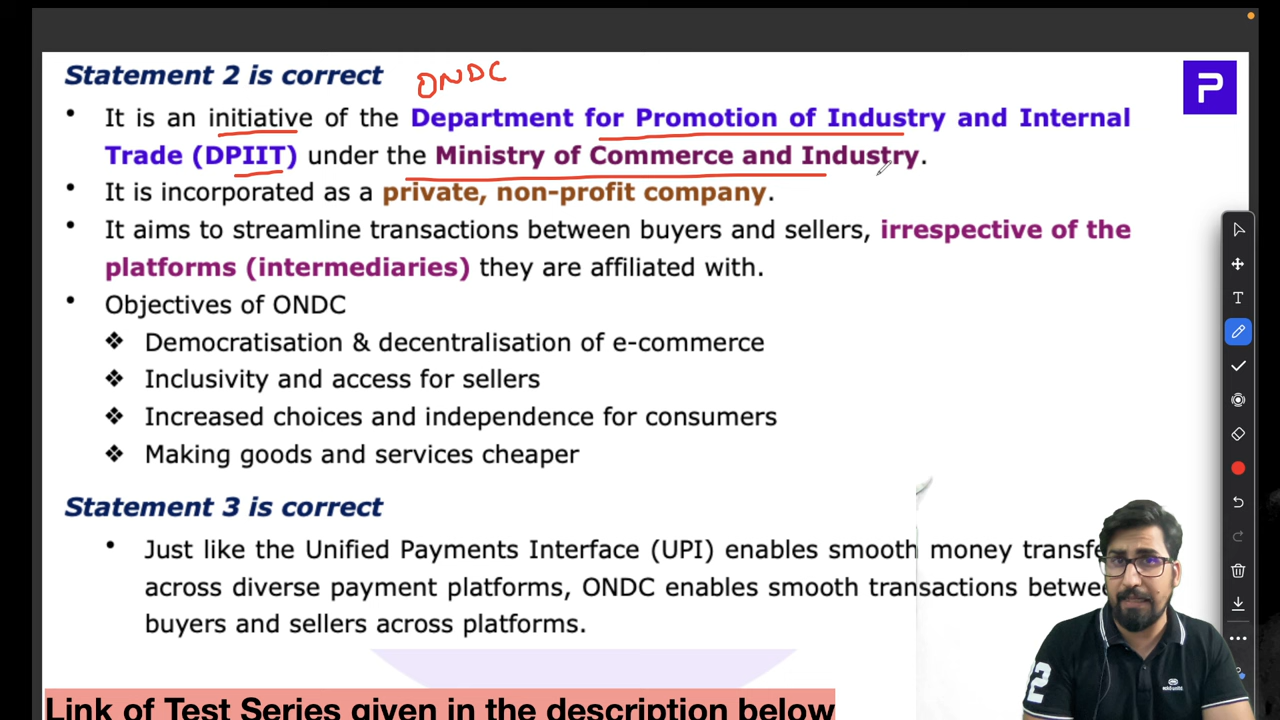 Statement 2 is correct ONDC
• It is an initiative of the Department for Promotion of Industry and Internal
Trade (DPIIT) under the Ministry of Commerce and Industry.
• It is incorporated as a private, non-profit company.
• It aims to streamline transactions between buyers and sellers, irrespective of the
platforms (intermediaries) they are affiliated with.
• Objectives of ONDC
❖ Democratisation & decentralisation of e-commerce
❖ Inclusivity and access for sellers
❖ Increased choices and independence for consumers
❖ Making goods and services cheaper
Statement 3 is correct
• Just like the Unified Payments Interface (UPI) enables smooth money
across diverse payment platforms, ONDC enables smooth transactions
buyers and sellers across platforms.
Link of Test Series given in the description below
P
T